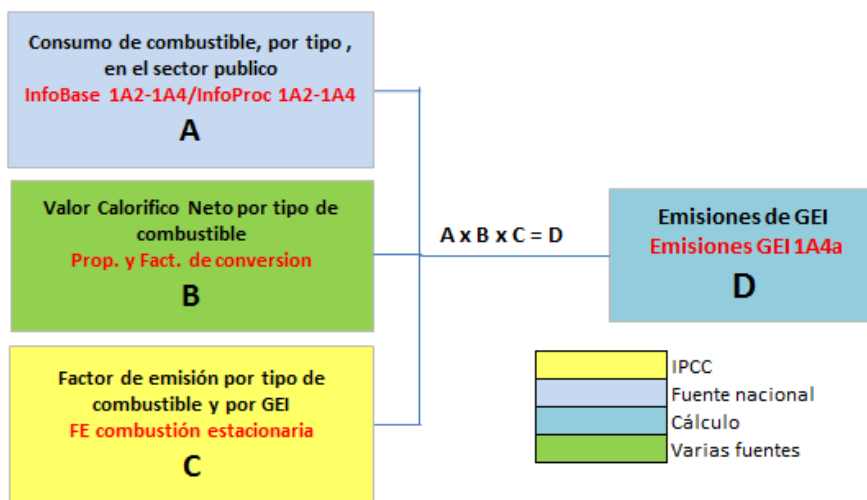 Consumo de combustible, por tipo ,
en el sector publico
InfoBase 1A2-1A4/InfoProc 1A2-1A4
A
Valor Calorifico Neto por tipo de
combustible
Prop. y Fact. de conversion
B
Factor de emisión por tipo de
combustible y por GEI
FE combustión estacionaria
C
A x B x C = D
Emisiones de GEI
Emisiones GEI 1A4a
D
IPCC
Fuente nacional
Cálculo
Varias fuentes